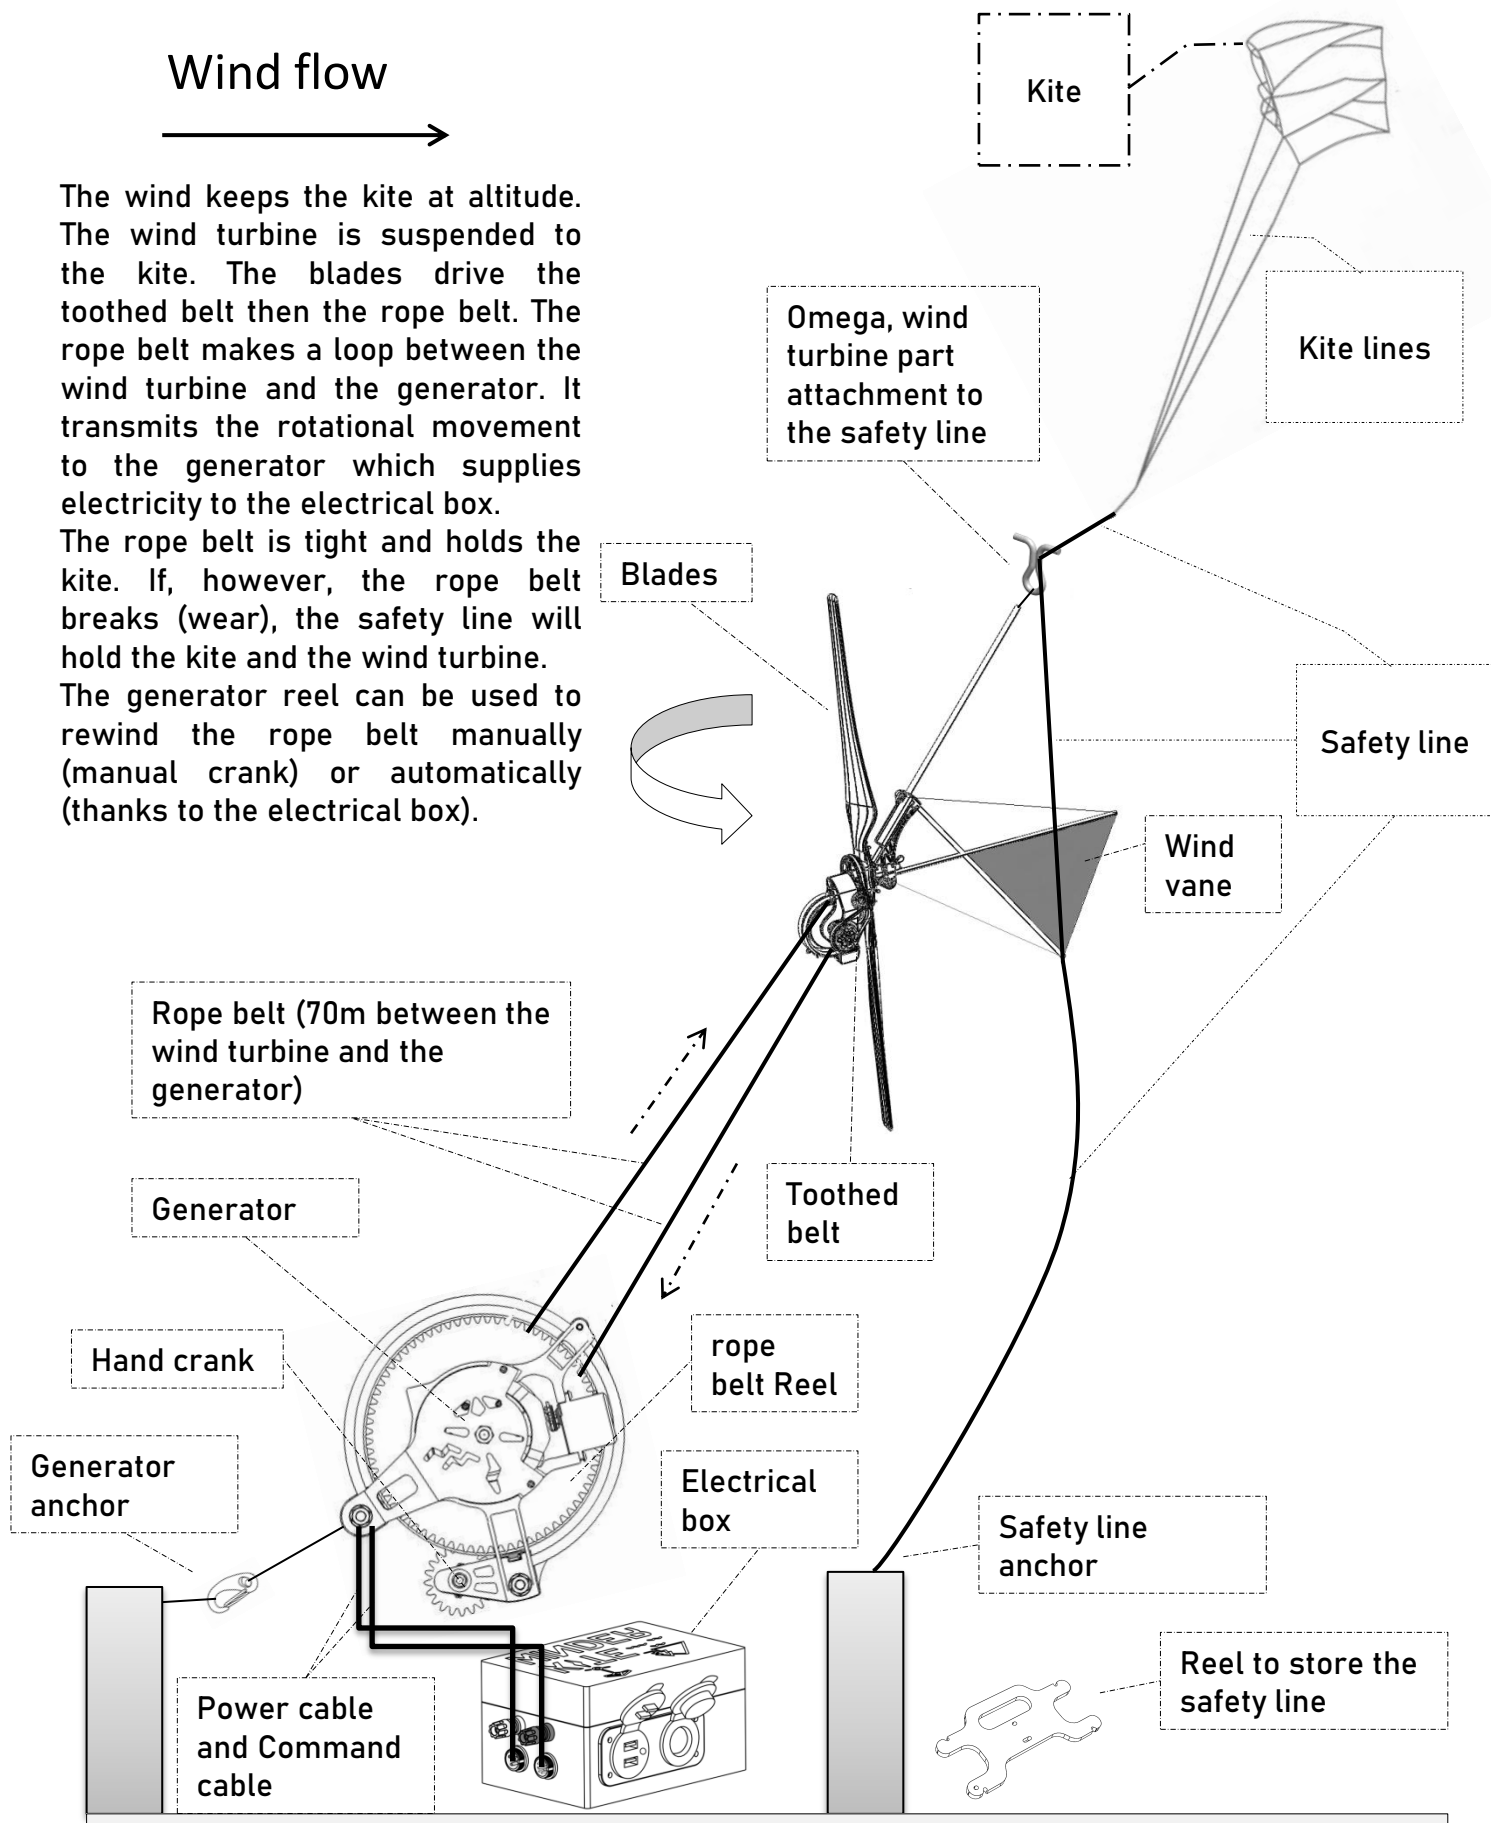 Wind flow
Kite
The wind keeps the kite at altitude.
The wind turbine is suspended to
the kite. The blades drive the
toothed belt then the rope belt. The
rope belt makes a loop between the
wind turbine and the generator. It
transmits the rotational movement
to the generator which supplies
electricity to the electrical box.
The rope belt is tight and holds the
kite. If, however, the rope belt
breaks (wear), the safety line will
hold the kite and the wind turbine.
The generator reel can be used to
rewind the rope belt manually
(manual crank) or automatically
(thanks to the electrical box).
Omega, wind
turbine part
attachment to
the safety line
Kite lines
Blades
Safety line
Wind
vane
Rope belt (70m between the
wind turbine and the
generator)
Generator
Toothed
belt
Hand crank
rope
belt Reel
Generator
anchor
Electrical
box
Safety line
anchor
Power cable
and Command
cable
Reel to store the
safety line